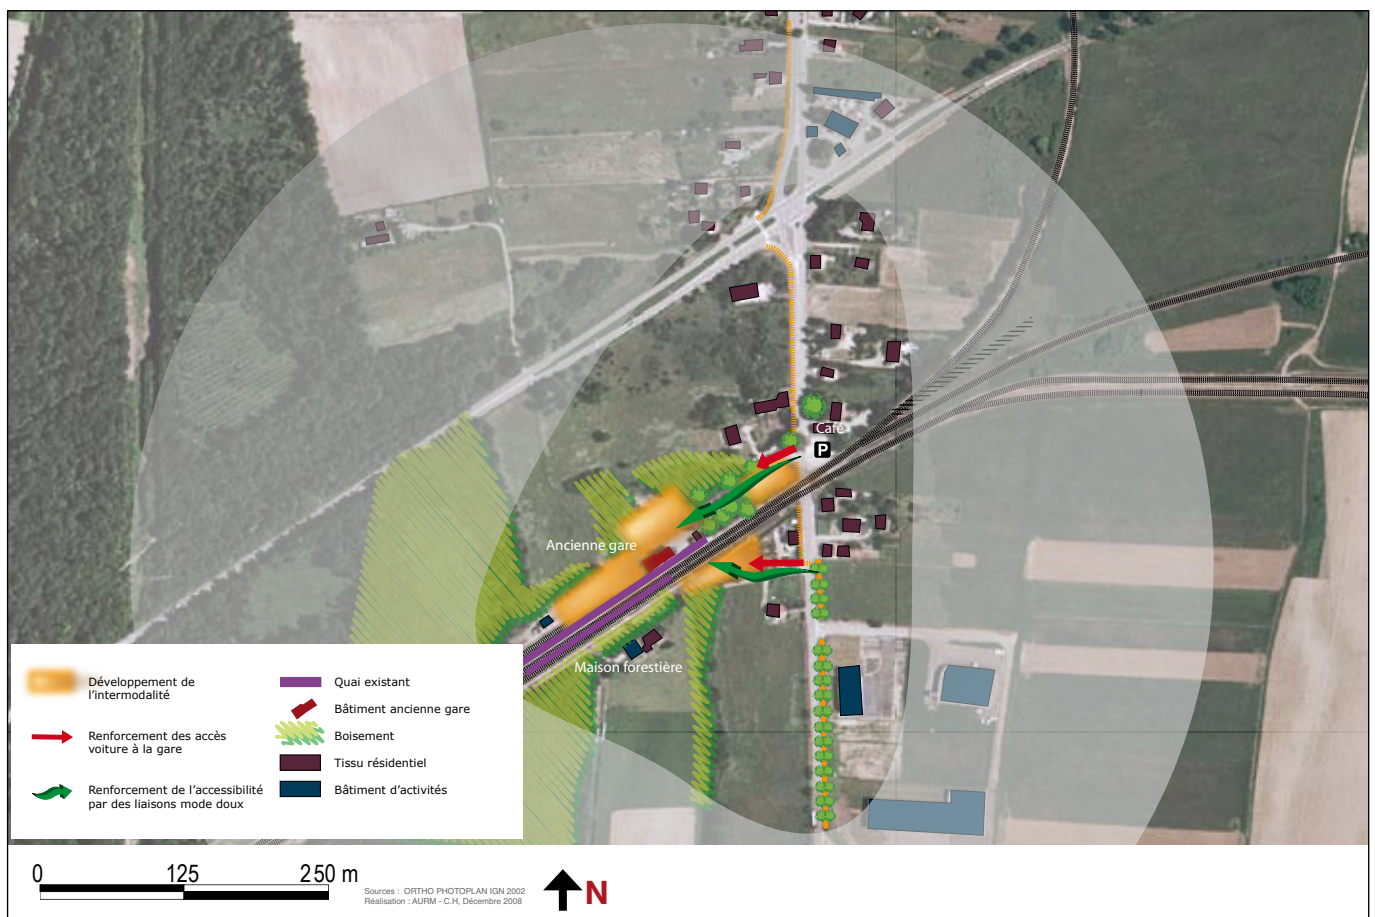 Café
P
Ancienne gare
Maison forestière
Développement de
l'intermodalité
Renforcement des accès
voiture à la gare
Renforcement de l'accessibilité
par des liaisons mode doux
Quai existant
Bâtiment ancienne gare
Boisement
Tissu résidentiel
Bâtiment d'activités
0 125 250 m
Sources : ORTHO PHOTOPLAN IGN 2002
Réalisation : AURM - C.H, Décembre 2008
N